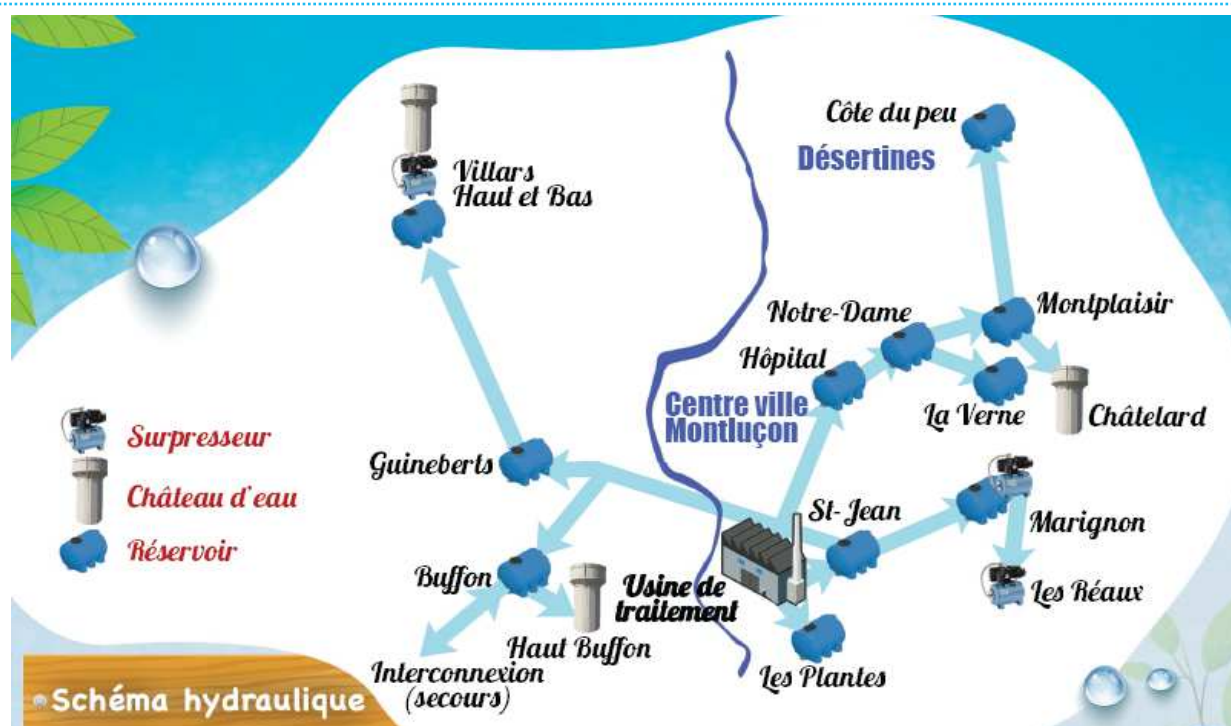 Côte du peu
Désertines
Villars
Haut et Bas
Montplaisir
Notre-Dame
Hôpital
Centre ville
Montluçon
La Verne
Châtelard
Surpresseur
Château d'eau
Réservoir
Guineberts
St-Jean
Marignon
Buffon
Usine de
traitement
Les Réaux
Haut Buffon
Interconnexion
(secours)
Les Plantes
Schéma hydraulique